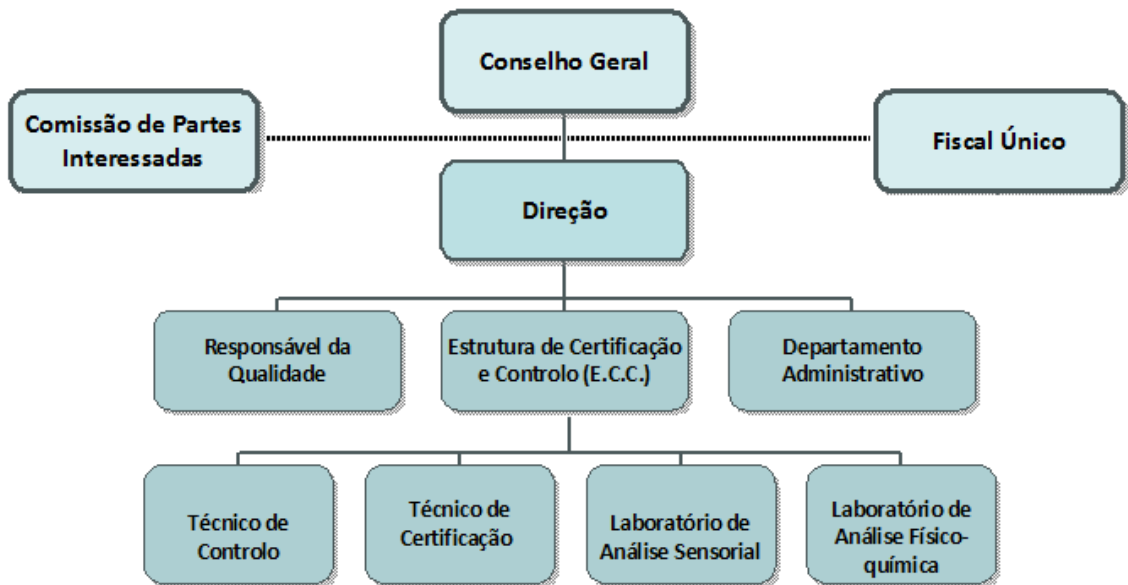 Conselho Geral
Comissão de Partes
Interessadas
Fiscal Único
Direção
Responsável da
Qualidade
Estrutura de Certificação
e Controlo (E.C.C.)
Departamento
Administrativo
Técnico de
Controlo
Técnico de
Certificação
Laboratório de
Análise Sensorial
Laboratório de
Análise Físico-
química